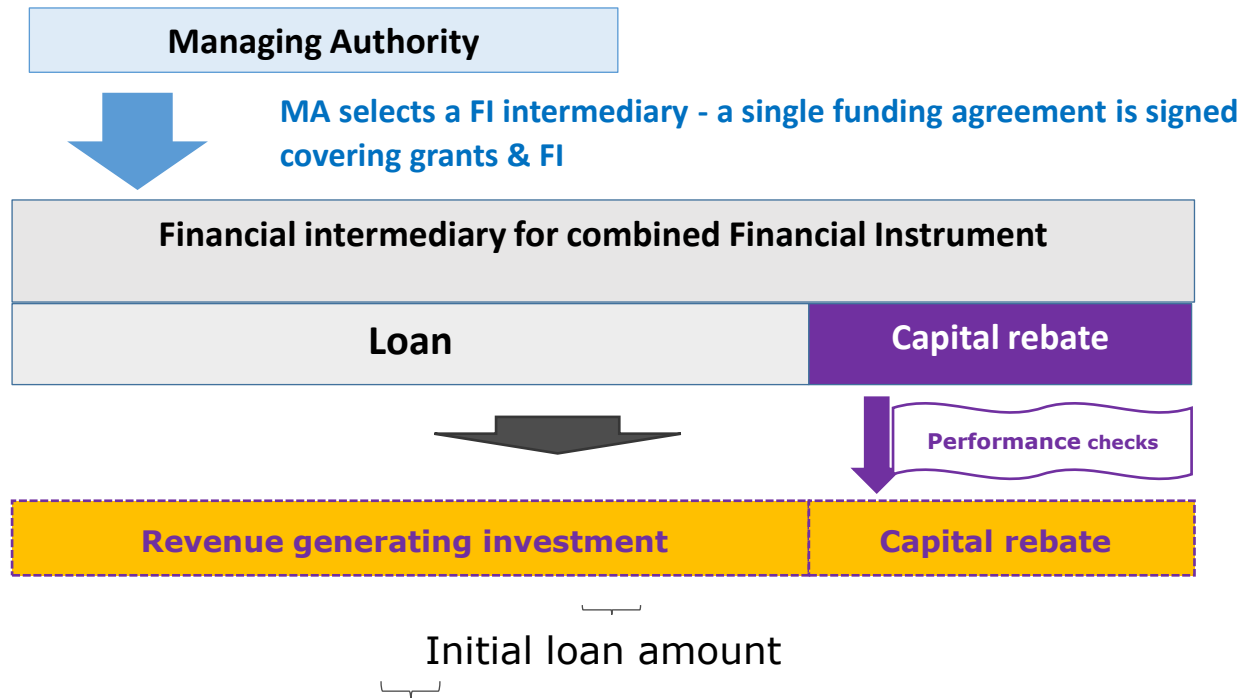 Managing Authority
MA selects a FI intermediary - a single funding agreement is signed
covering grants & FI
Financial intermediary for combined Financial Instrument
Loan
Capital rebate
Performance checks
Revenue generating investment
Capital rebate
Initial loan amount